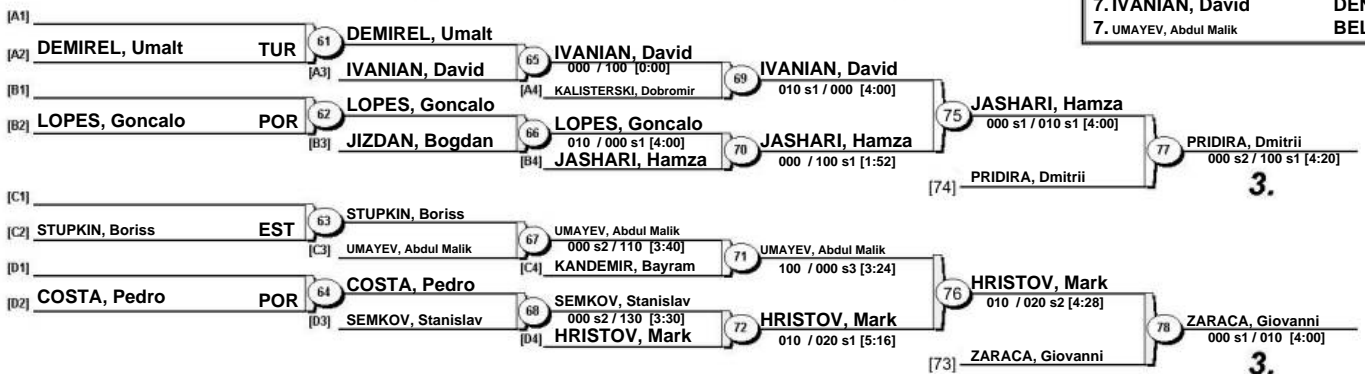 7. IVANIAN, David
7. UMAYEV, Abdul Malik BEL
[A1]
[A2] DEMIREL, Umalt TUR
61
DEMIREL, Umalt
[A3] IVANIAN, David
65
IVANIAN, David
000 / 100 [0:00]
[A4] KALISTERSKI, Dobromir
69
IVANIAN, David
010 s1 / 000 [4:00]
[B1]
[B2] LOPES, Goncalo POR
62
LOPES, Goncalo
[B3] JIZDAN, Bogdan
66
LOPES, Goncalo
010 / 000 s1 [4:00]
[B4] JASHARI, Hamza
70
JASHARI, Hamza
000 / 100 s1 [1:52]
75
JASHARI, Hamza
000 s1 / 010 s1 [4:00]
[74] PRIDIRA, Dmitrii
77
PRIDIRA, Dmitrii
000 s2 / 100 s1 [4:20]
3.
[C1]
[C2] STUPKIN, Boriss EST
63
STUPKIN, Boriss
[C3] UMAYEV, Abdul Malik
67
UMAYEV, Abdul Malik
000 s2 / 110 [3:40]
[C4] KANDEMIR, Bayram
71
UMAYEV, Abdul Malik
100 / 000 s3 [3:24]
[D1]
[D2] COSTA, Pedro POR
64
COSTA, Pedro
[D3] SEMKOV, Stanislav
68
SEMKOV, Stanislav
000 s2 / 130 [3:30]
[D4] HRISTOV, Mark
72
HRISTOV, Mark
010 / 020 s1 [5:16]
76
HRISTOV, Mark
010 / 020 s2 [4:28]
[73] ZARACA, Giovanni
78
ZARACA, Giovanni
000 s1 / 010 [4:00]
3.